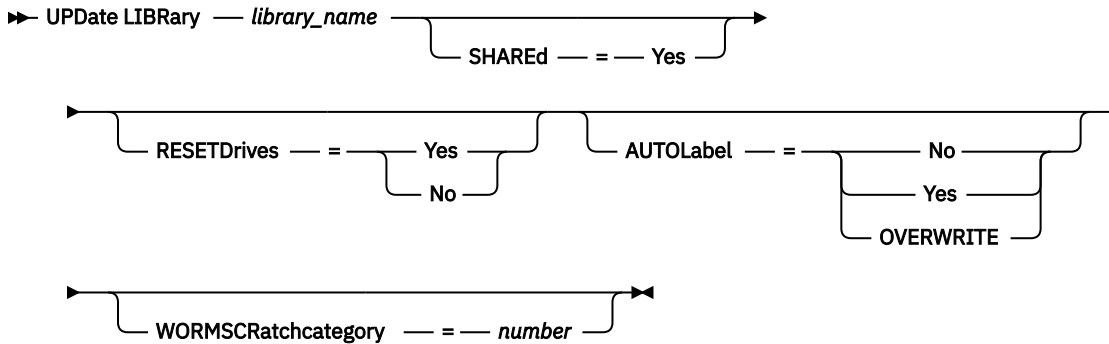 UPDate LIBRary library_name
SHAREd = Yes
RESETDrives = Yes
No
AUTOLabel = No
Yes
OVERWRITE
WORMSCRatchcategory = number